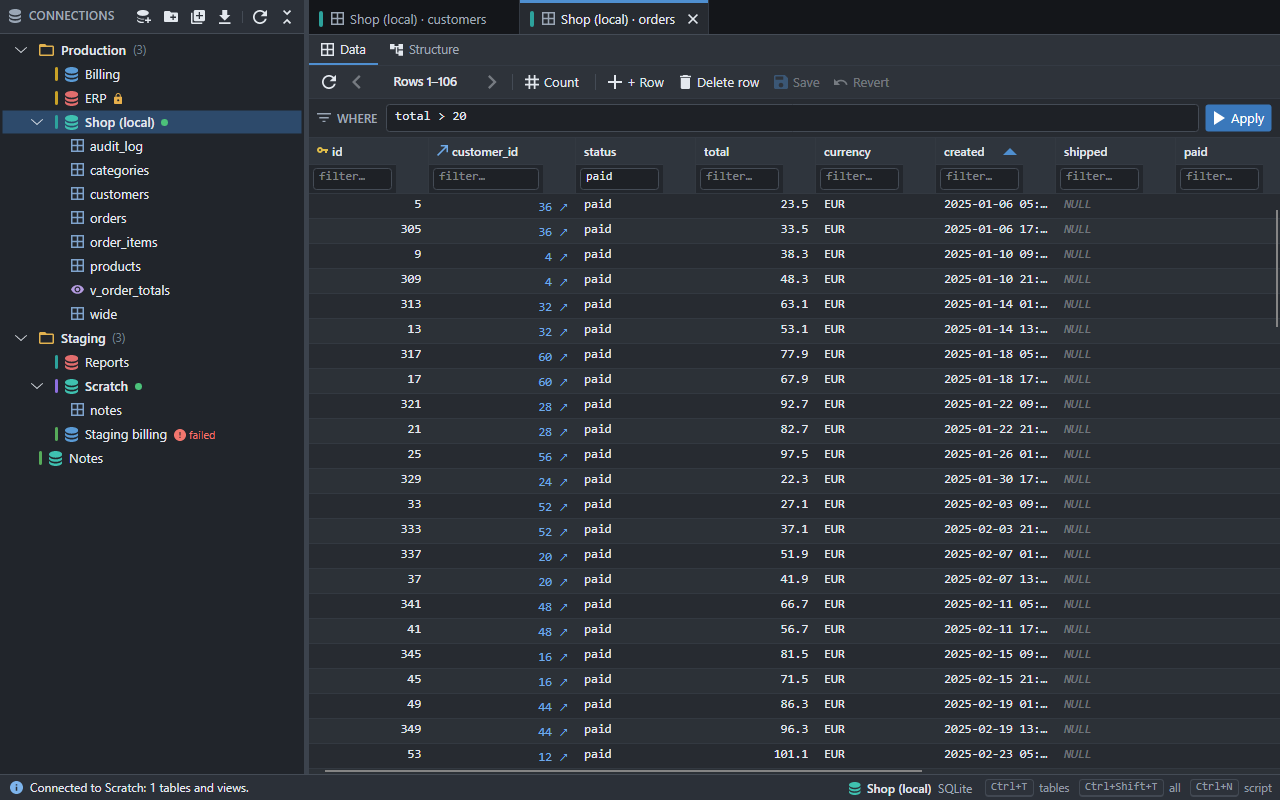 CONNECTIONS
Production (3)
Billing
ERP
Shop (local)
audit_log
categories
customers
orders
order_items
products
v_order_totals
wide
Staging (3)
Reports
Scratch
notes
Staging billing failed
Notes
Shop (local) · customers
Shop (local) · orders
Data Structure
Rows 1–106 Count + Row Delete row Save Revert
WHERE total > 20 Apply
id customer_id status total currency created shipped paid
filter… filter… paid filter… filter… filter… filter… filter…
5 36 ↗ paid 23.5 EUR 2025-01-06 05:… NULL
305 36 ↗ paid 33.5 EUR 2025-01-06 17:… NULL
9 4 ↗ paid 38.3 EUR 2025-01-10 09:… NULL
309 4 ↗ paid 48.3 EUR 2025-01-10 21:… NULL
313 32 ↗ paid 63.1 EUR 2025-01-14 01:… NULL
13 32 ↗ paid 53.1 EUR 2025-01-14 13:… NULL
317 60 ↗ paid 77.9 EUR 2025-01-18 05:… NULL
17 60 ↗ paid 67.9 EUR 2025-01-18 17:… NULL
321 28 ↗ paid 92.7 EUR 2025-01-22 09:… NULL
21 28 ↗ paid 82.7 EUR 2025-01-22 21:… NULL
25 56 ↗ paid 97.5 EUR 2025-01-26 01:… NULL
329 24 ↗ paid 22.3 EUR 2025-01-30 17:… NULL
33 52 ↗ paid 27.1 EUR 2025-02-03 09:… NULL
333 52 ↗ paid 37.1 EUR 2025-02-03 21:… NULL
337 20 ↗ paid 51.9 EUR 2025-02-07 01:… NULL
37 20 ↗ paid 41.9 EUR 2025-02-07 13:… NULL
341 48 ↗ paid 66.7 EUR 2025-02-11 05:… NULL
41 48 ↗ paid 56.7 EUR 2025-02-11 17:… NULL
345 16 ↗ paid 81.5 EUR 2025-02-15 09:… NULL
45 16 ↗ paid 71.5 EUR 2025-02-15 21:… NULL
49 44 ↗ paid 86.3 EUR 2025-02-19 01:… NULL
349 44 ↗ paid 96.3 EUR 2025-02-19 13:… NULL
53 12 ↗ paid 101.1 EUR 2025-02-23 05:… NULL
Connected to Scratch: 1 tables and views.
Shop (local) SQLite Ctrl+T tables Ctrl+Shift+T all Ctrl+N script